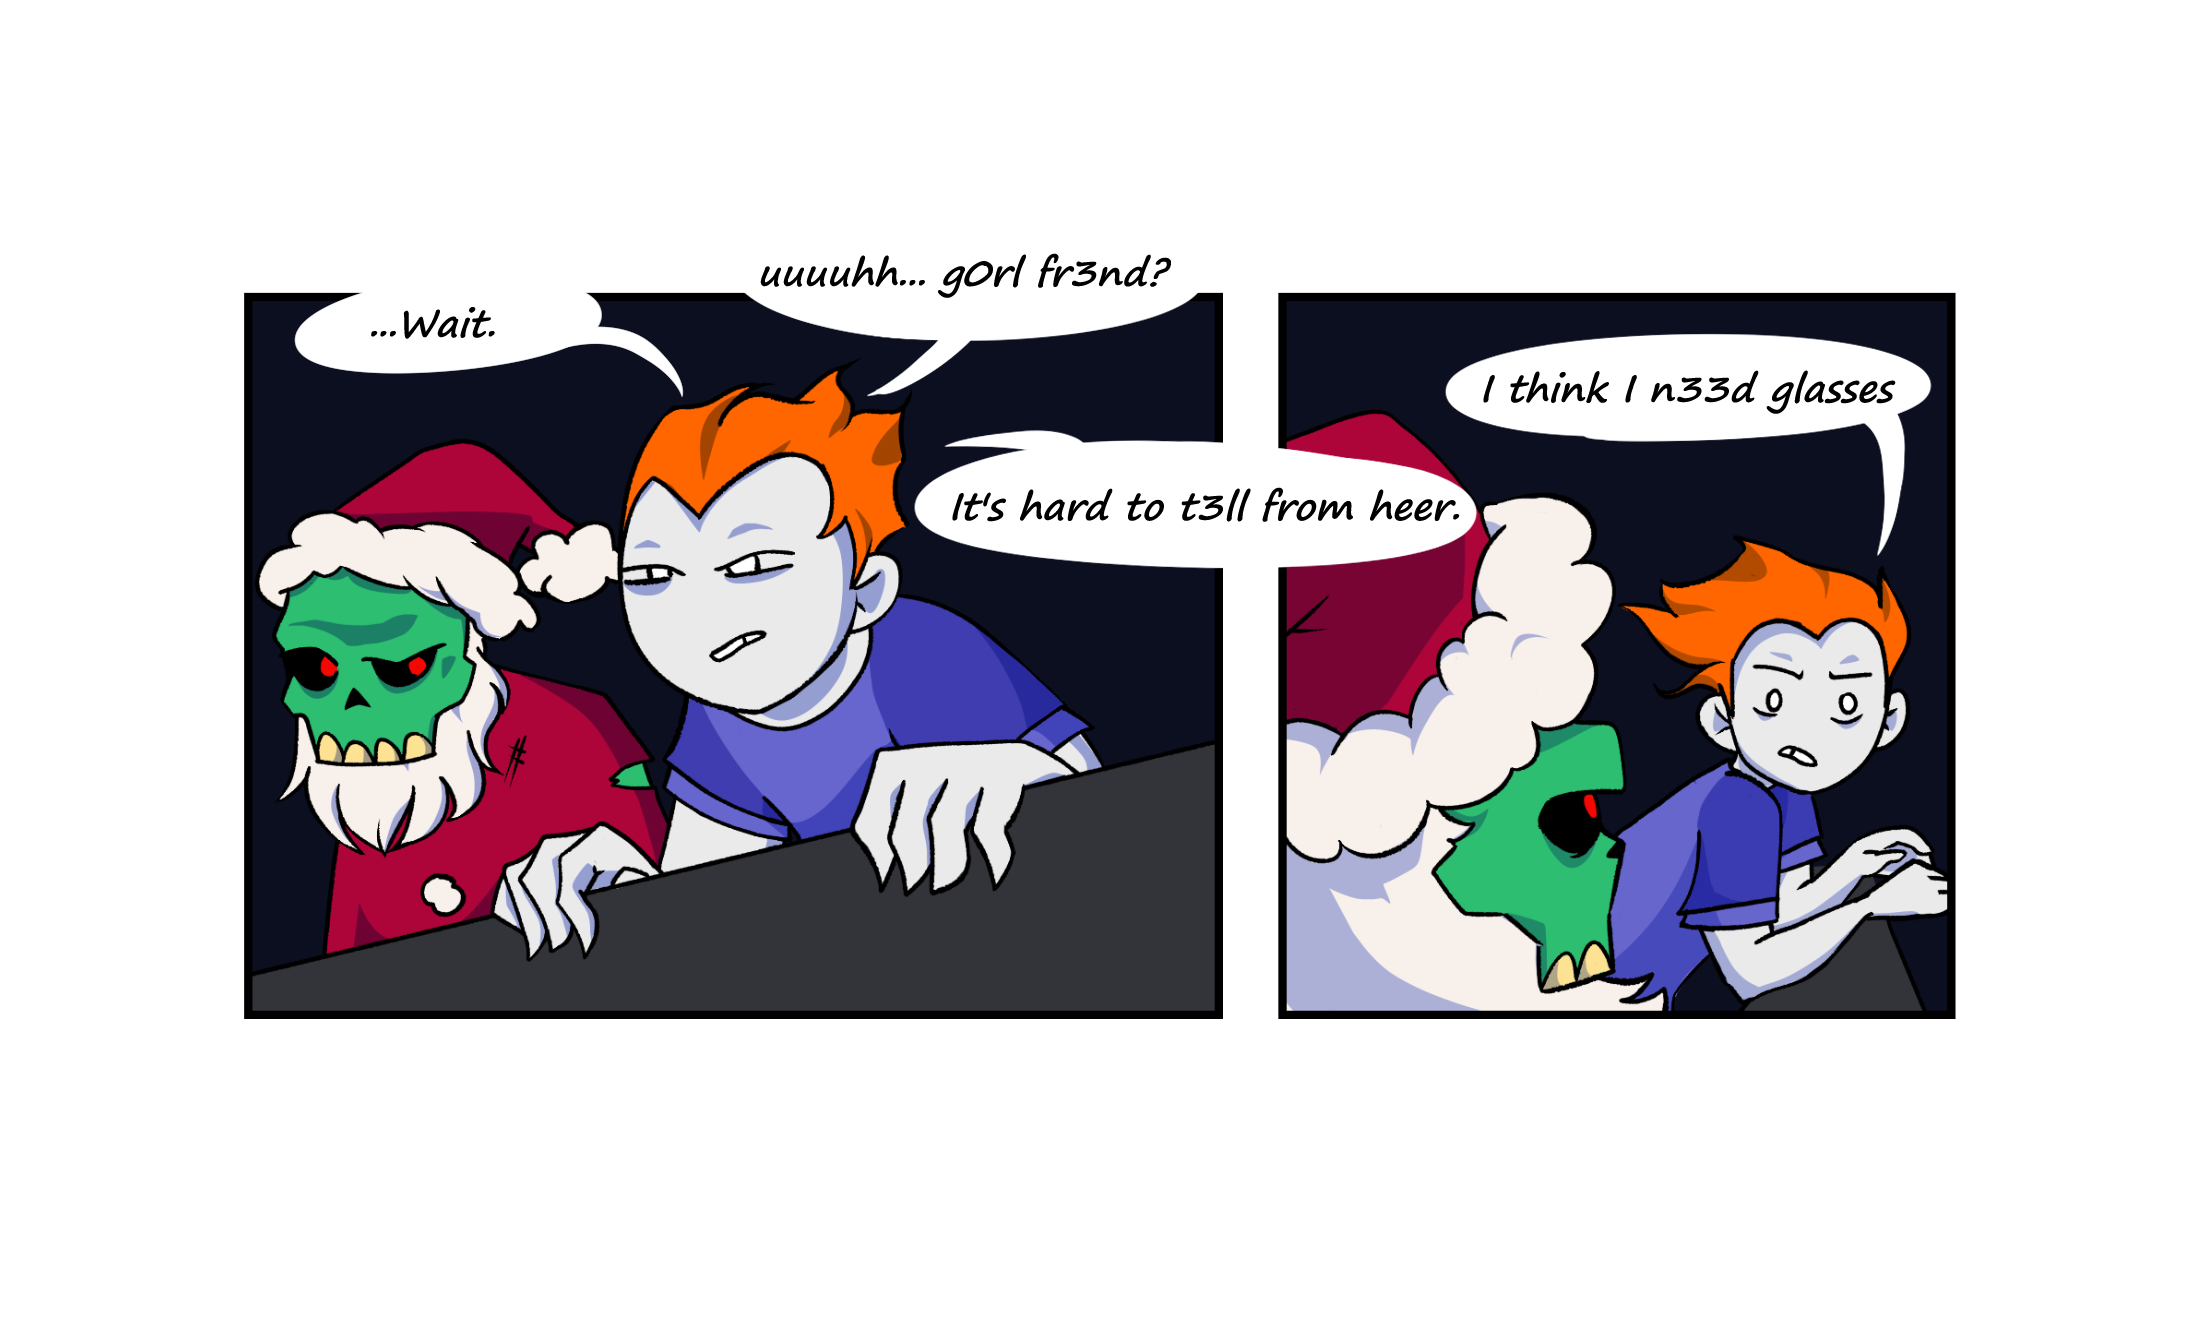 ...Wait.
uuuuhh... g0rl fr3nd?
It's hard to t3ll from heer.
I think I n33d glasses